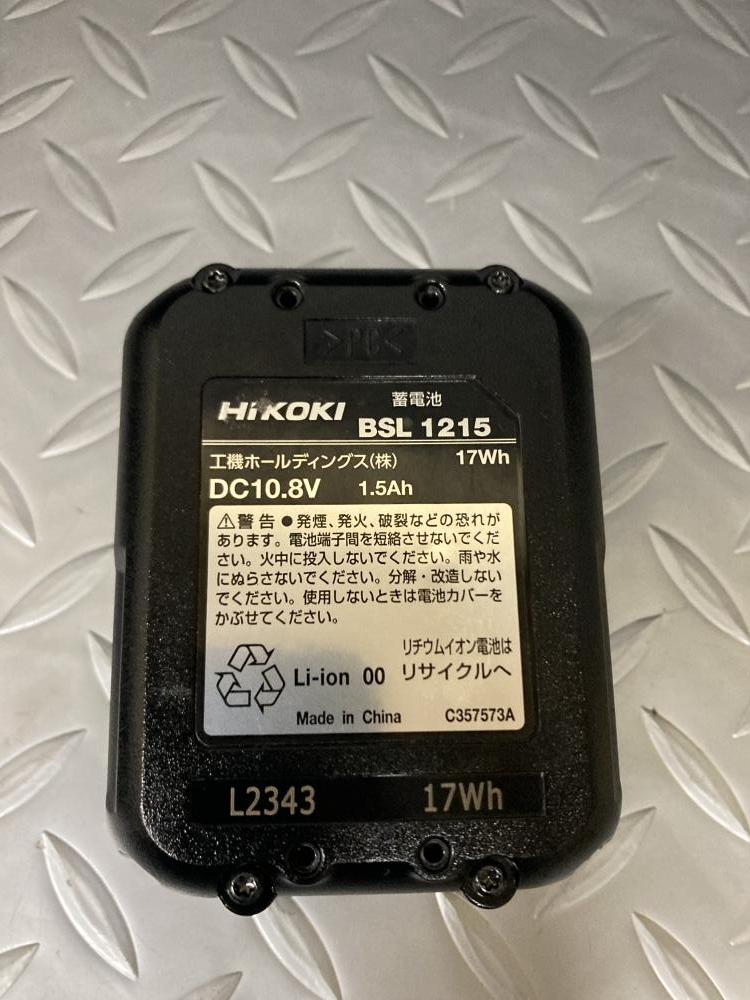 >PC<
HiKOKI 蓄電池
BSL 1215
工機ホールディングス(株) 17Wh
DC10.8V 1.5Ah
⚠警告 ●発煙、発火、破裂などの恐れが
あります。電池端子間を短絡させないでくだ
さい。火中に投入しないでください。雨や水
にぬらさないでください。分解・改造しない
でください。使用しないときは電池カバーを
かぶせてください。
リチウムイオン電池は
Li-ion 00 リサイクルへ
Made in China C357573A
L2343 17Wh